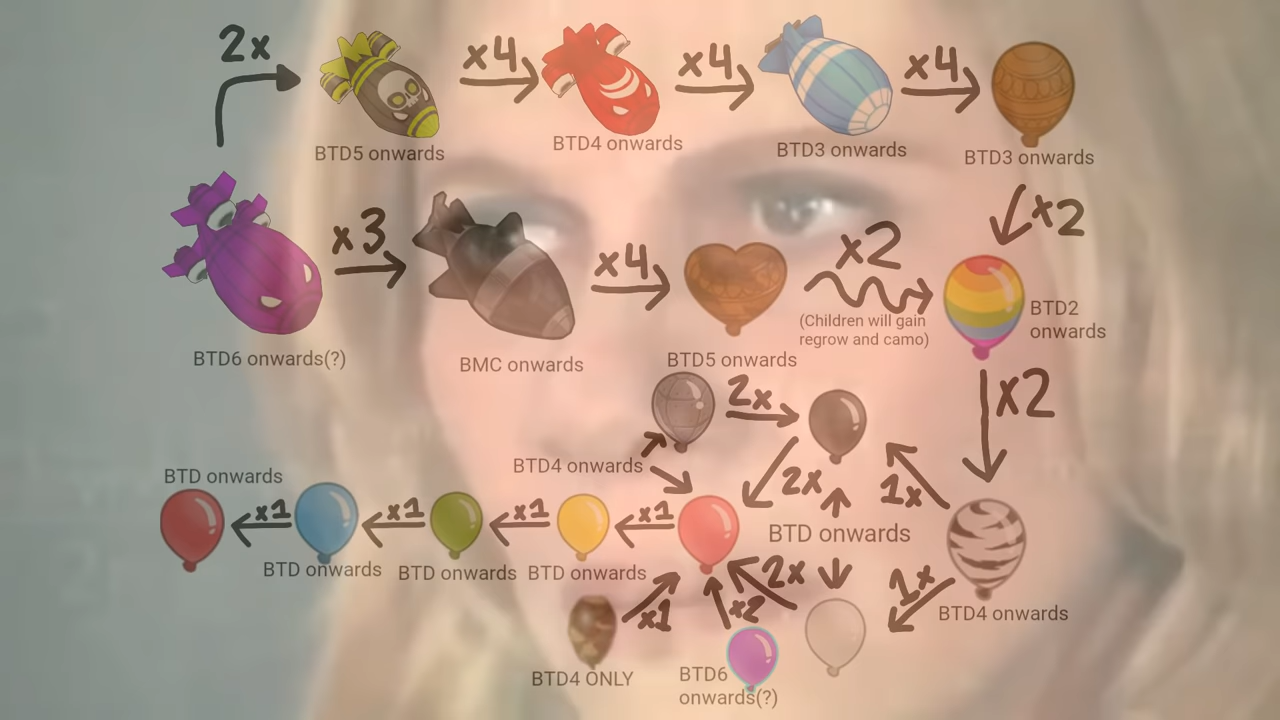 2x
x4
x4
x4
BTD5 onwards
BTD4 onwards
BTD3 onwards
BTD3 onwards
x2
x3
x4
x2
(Children will gain
regrow and camo)
BTD2
onwards
BTD6 onwards(?)
BMC onwards
BTD5 onwards
x2
2x
BTD4 onwards
2x
1x
BTD onwards
x1
x1
x1
x1
BTD onwards
BTD onwards
BTD onwards
BTD onwards
2x
1x
x1
x2
BTD4 onwards
BTD4 ONLY
BTD6
onwards(?)